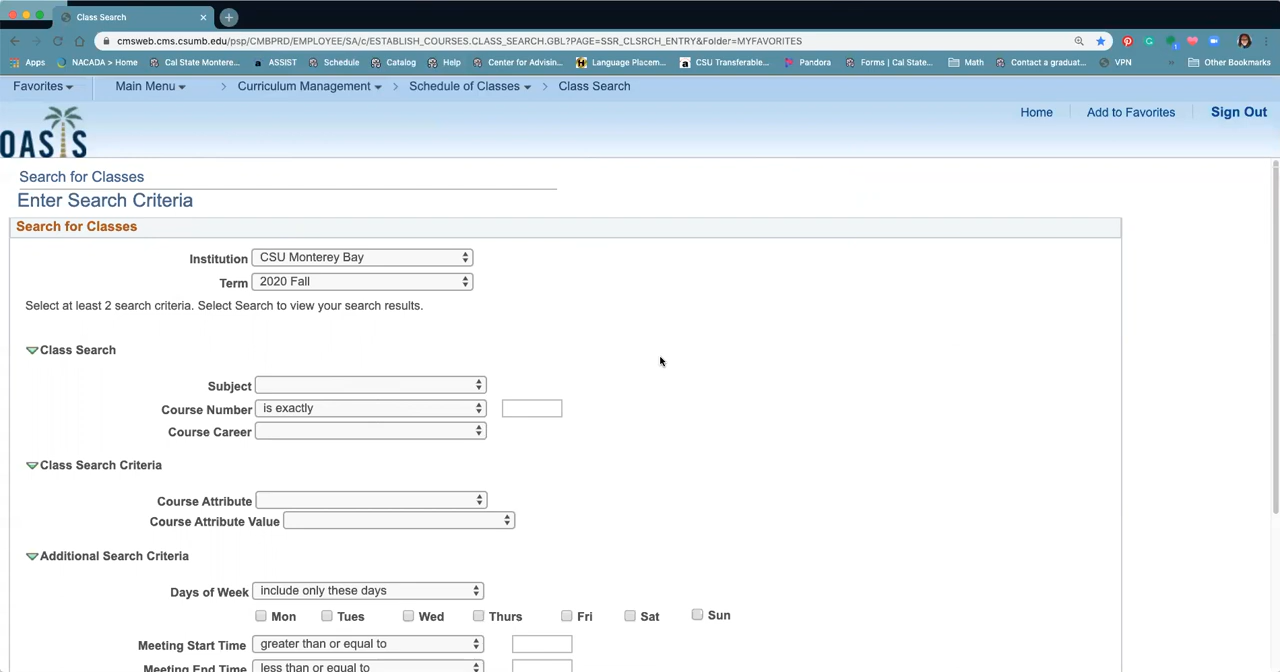 Class Search
cmsweb.cms.csumb.edu/psp/CMBPRD/EMPLOYEE/SA/c/ESTABLISH_COURSES.CLASS_SEARCH.GBL?PAGE=SSR_CLSRCH_ENTRY&Folder=MYFAVORITES
Apps NACADA > Home Cal State Montere... ASSIST Schedule Catalog Help Center for Advisin... Language Placem... CSU Transferable... Pandora Forms | Cal State... Math Contact a graduat... VPN » Other Bookmarks
Favorites Main Menu > Curriculum Management > Schedule of Classes > Class Search
Home Add to Favorites Sign Out
OASIS
Search for Classes
Enter Search Criteria
Search for Classes
Institution CSU Monterey Bay
Term 2020 Fall
Select at least 2 search criteria. Select Search to view your search results.
Class Search
Subject
Course Number is exactly
Course Career
Class Search Criteria
Course Attribute
Course Attribute Value
Additional Search Criteria
Days of Week include only these days
Mon Tues Wed Thurs Fri Sat Sun
Meeting Start Time greater than or equal to
Meeting End Time less than or equal to